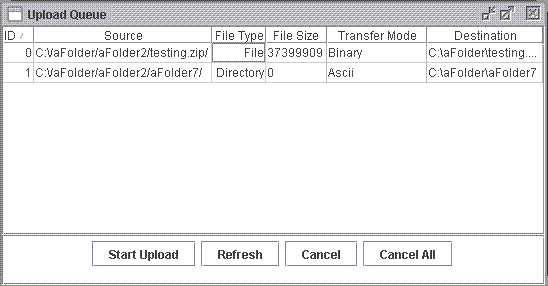 Upload Queue
ID Source File Type File Size Transfer Mode Destination
0 C:\/aFolder/aFolder2/testing.zip/ File 37399909 Binary C:\aFolder\testing....
1 C:\/aFolder/aFolder2/aFolder7/ Directory 0 Ascii C:\aFolder\aFolder7
Start Upload Refresh Cancel Cancel All